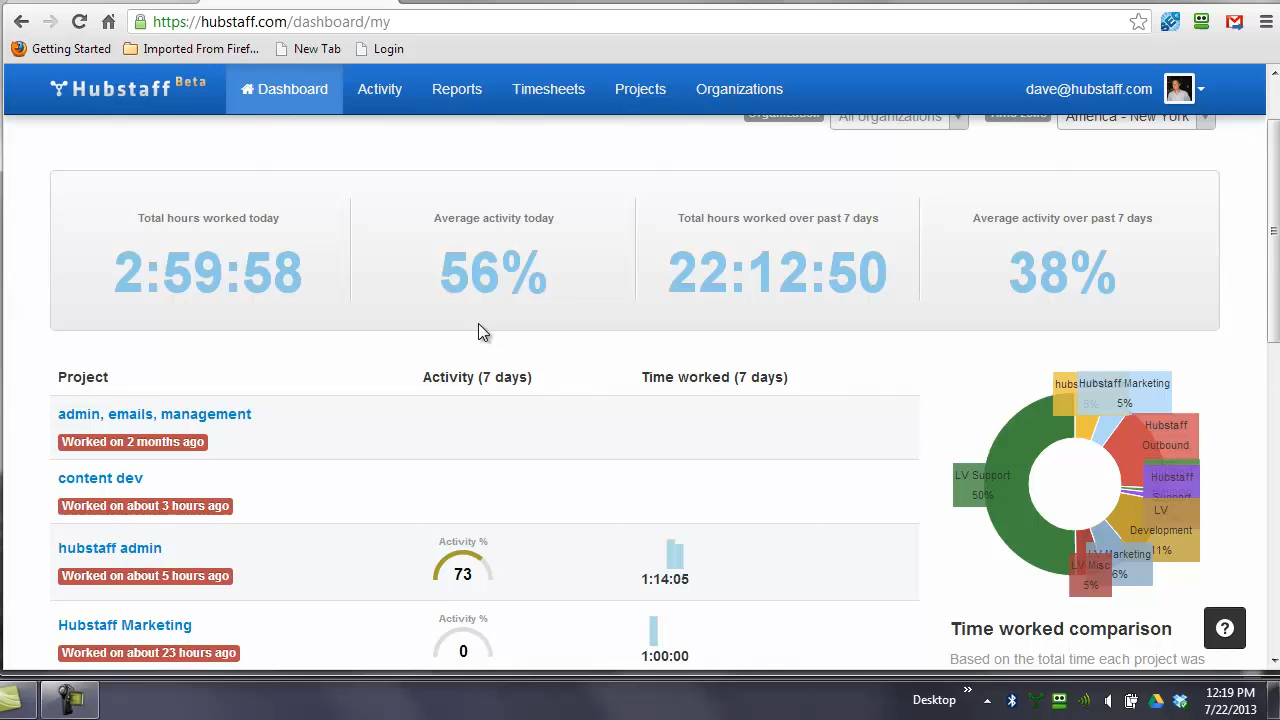 https://hubstaff.com/dashboard/my
Getting Started
Imported From Firef...
New Tab
Login
Hubstaff Beta
Dashboard
Activity
Reports
Timesheets
Projects
Organizations
dave@hubstaff.com
Organization
All organizations
Time zone
America - New York
Total hours worked today
Average activity today
Total hours worked over past 7 days
Average activity over past 7 days
2:59:58
56%
22:12:50
38%
Project
Activity (7 days)
Time worked (7 days)
admin, emails, management
Worked on 2 months ago
content dev
Worked on about 3 hours ago
hubstaff admin
Worked on about 5 hours ago
Activity %
73
1:14:05
Hubstaff Marketing
Worked on about 23 hours ago
Activity %
0
1:00:00
hubs
5%
Hubstaff Marketing
5%
Hubstaff
Outbound
Hubstaff
Support
LV Support
50%
LV
Development
11%
LV Marketing
6%
LV Misc
5%
Time worked comparison
Based on the total time each project was
?
Desktop
12:19 PM
7/22/2013